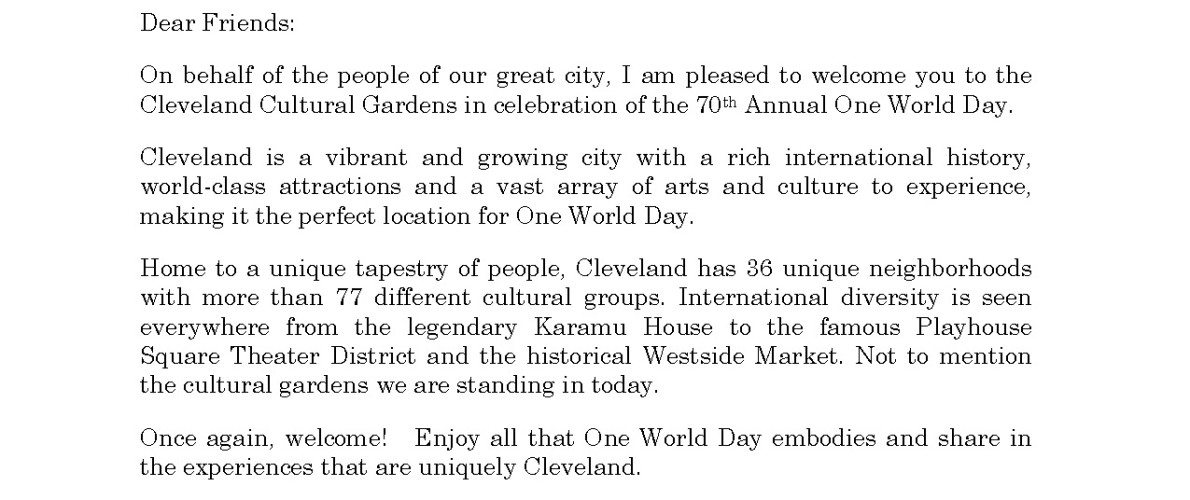 Dear Friends:
On behalf of the people of our great city, I am pleased to welcome you to the
Cleveland Cultural Gardens in celebration of the 70th Annual One World Day.
Cleveland is a vibrant and growing city with a rich international history,
world-class attractions and a vast array of arts and culture to experience,
making it the perfect location for One World Day.
Home to a unique tapestry of people, Cleveland has 36 unique neighborhoods
with more than 77 different cultural groups. International diversity is seen
everywhere from the legendary Karamu House to the famous Playhouse
Square Theater District and the historical Westside Market. Not to mention
the cultural gardens we are standing in today.
Once again, welcome! Enjoy all that One World Day embodies and share in
the experiences that are uniquely Cleveland.